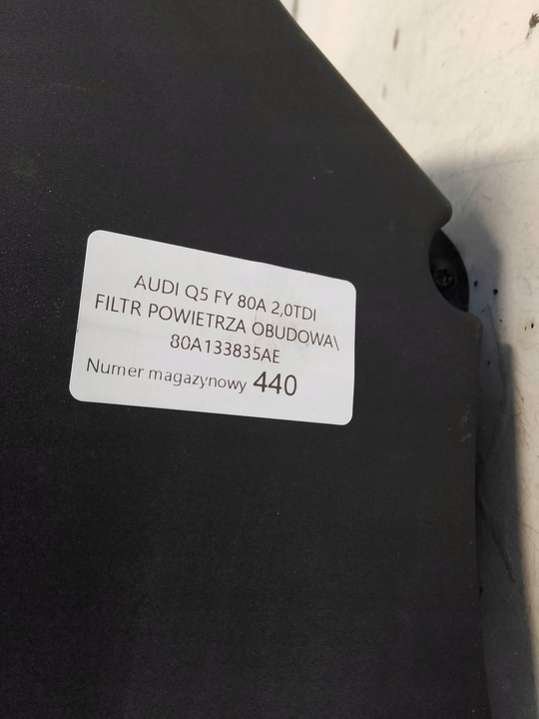 AUDI Q5 FY 80A 2,0TDI
FILTR POWIETRZA OBUDOWA\
80A133835AE
Numer magazynowy 440